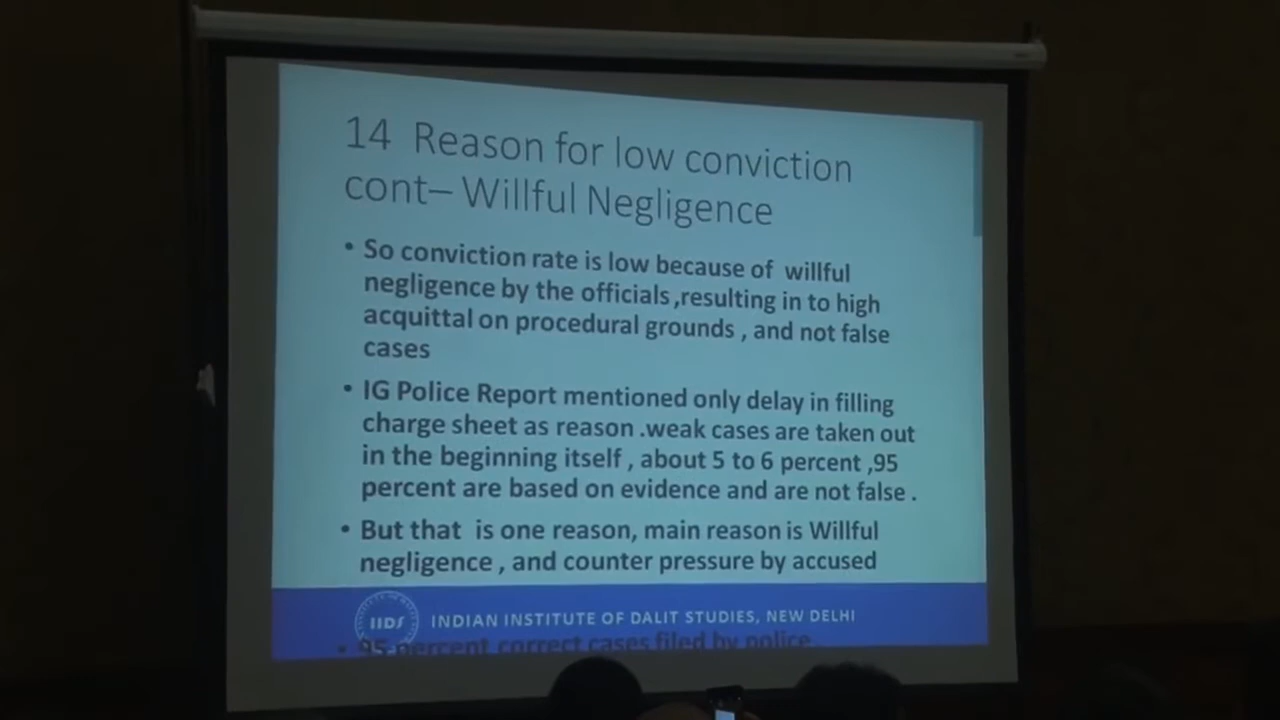 14 Reason for low conviction
cont– Willful Negligence
• So conviction rate is low because of willful
negligence by the officials ,resulting in to high
acquittal on procedural grounds , and not false
cases
• IG Police Report mentioned only delay in filling
charge sheet as reason .weak cases are taken out
in the beginning itself , about 5 to 6 percent ,95
percent are based on evidence and are not false .
• But that is one reason, main reason is Willful
negligence , and counter pressure by accused
IIDS INDIAN INSTITUTE OF DALIT STUDIES, NEW DELHI
• 95 percent correct cases filed by police